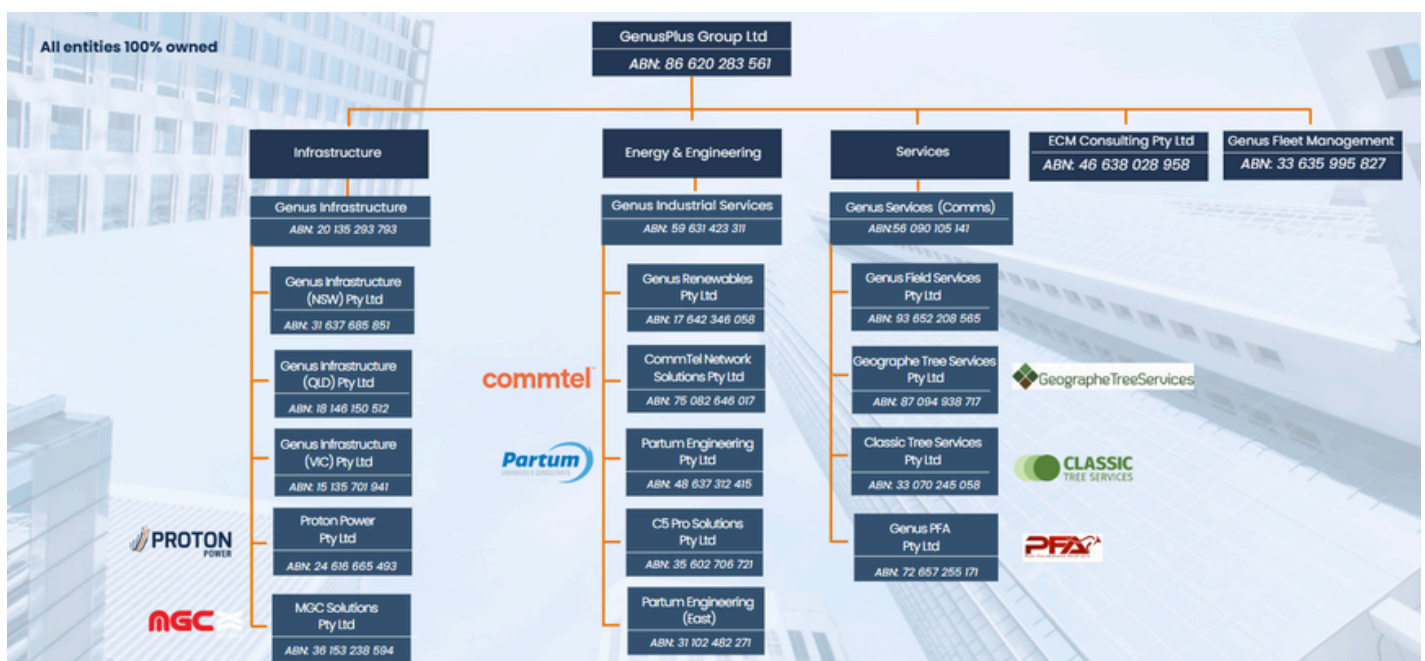 All entities 100% owned
GenusPlus Group Ltd
ABN: 86 620 283 561
Infrastructure
Energy & Engineering
Services
ECM Consulting Pty Ltd
ABN: 46 638 028 958
Genus Fleet Management
ABN: 33 635 995 827
Genus Infrastructure
ABN: 20 135 293 793
Genus Infrastructure
(NSW) Pty Ltd
ABN: 31 637 685 851
Genus Infrastructure
(QLD) Pty Ltd
ABN: 18 146 150 512
Genus Infrastructure
(VIC) Pty Ltd
ABN: 15 135 701 941
PROTON
POWER
Proton Power
Pty Ltd
ABN: 24 616 665 493
MGC
MGC Solutions
Pty Ltd
ABN: 36 153 238 594
Genus Industrial Services
ABN: 59 631 423 311
Genus Renewables
Pty Ltd
ABN: 17 642 346 058
commtel
CommTel Network
Solutions Pty Ltd
ABN: 75 082 646 017
Partum
ENGINEERS & CONSULTANTS
Partum Engineering
Pty Ltd
ABN: 48 637 312 415
C5 Pro Solutions
Pty Ltd
ABN: 35 602 706 721
Partum Engineering
(East)
ABN: 31 102 482 271
Genus Services (Comms)
ABN:56 090 105 141
Genus Field Services
Pty Ltd
ABN: 93 652 208 565
Geographe Tree Services
Pty Ltd
ABN: 87 094 938 717
GeographeTreeServices
Classic Tree Services
Pty Ltd
ABN: 33 070 245 058
CLASSIC
TREE SERVICES
Genus PFA
Pty Ltd
ABN: 72 657 255 171
PFA